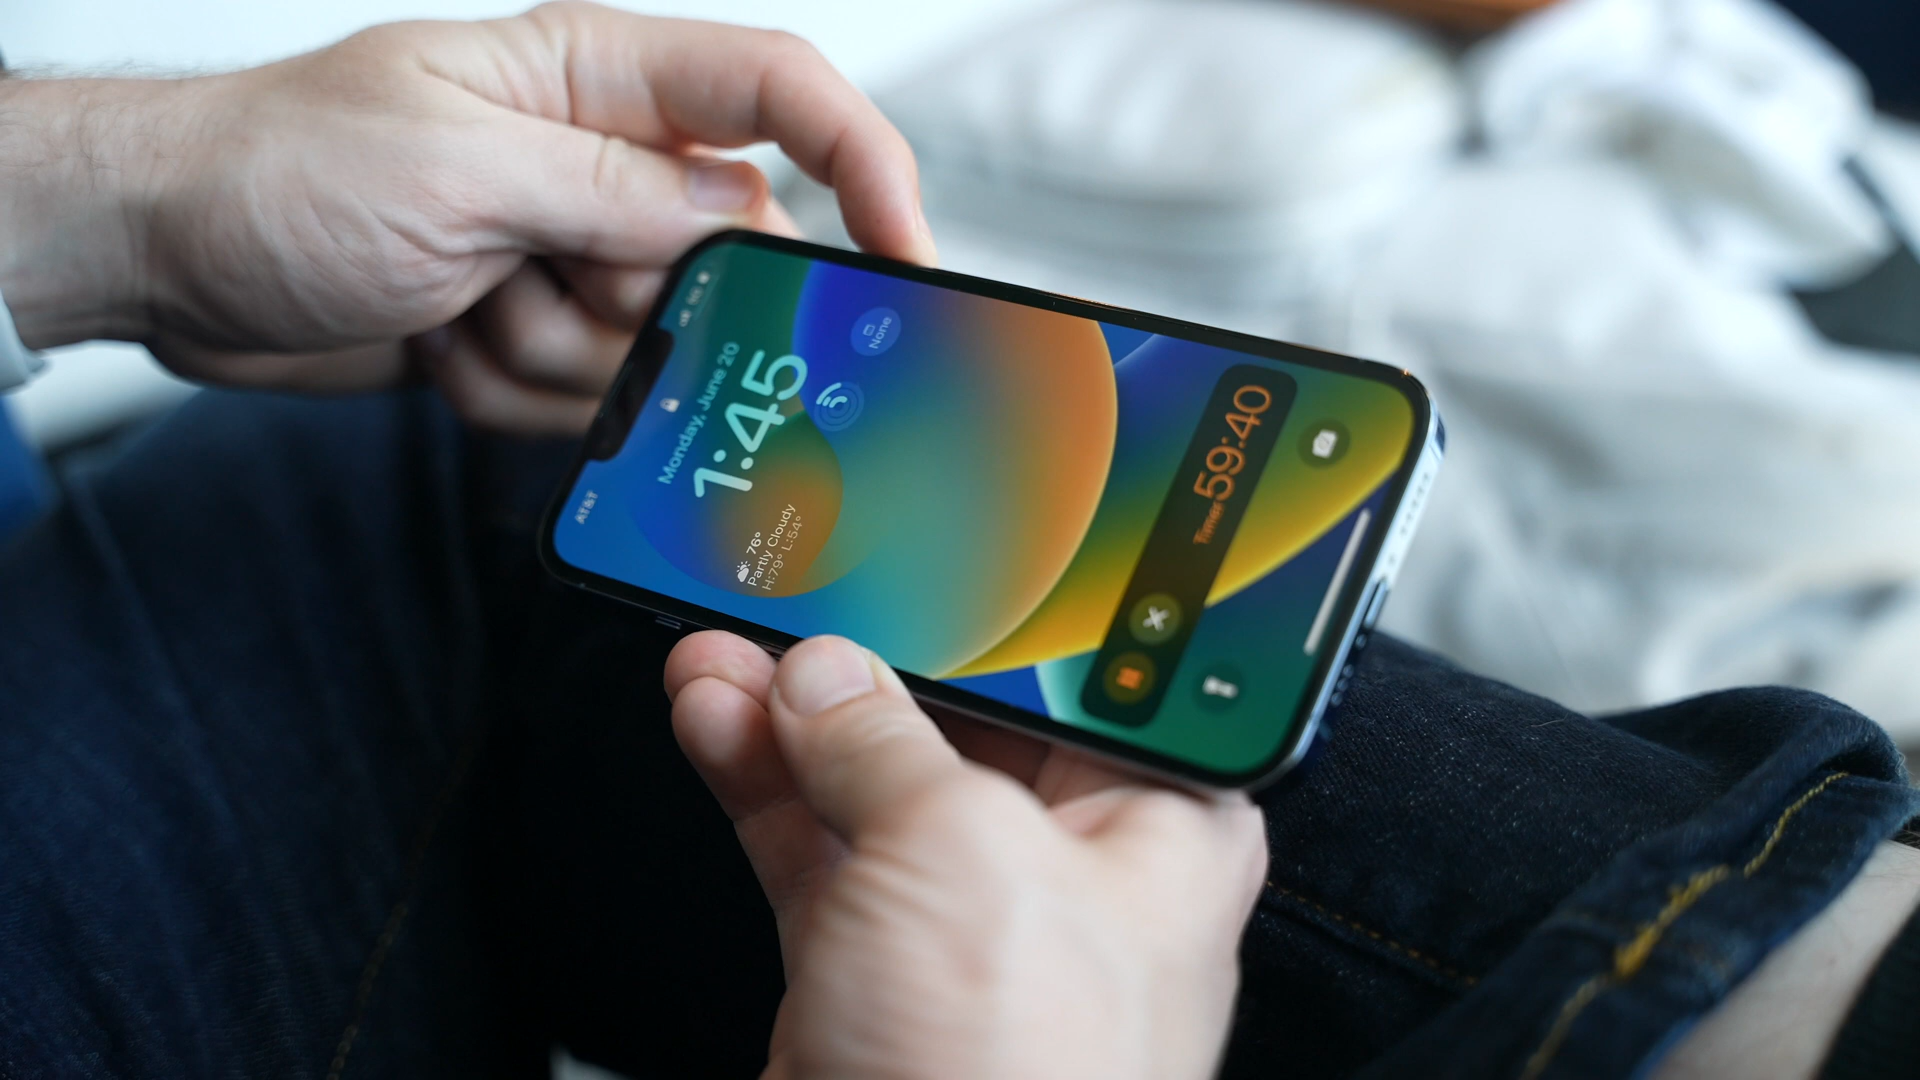 AT&T
Monday, June 20
1:45
76°
Partly Cloudy
H:79° L:54°
None
Timer 59:40